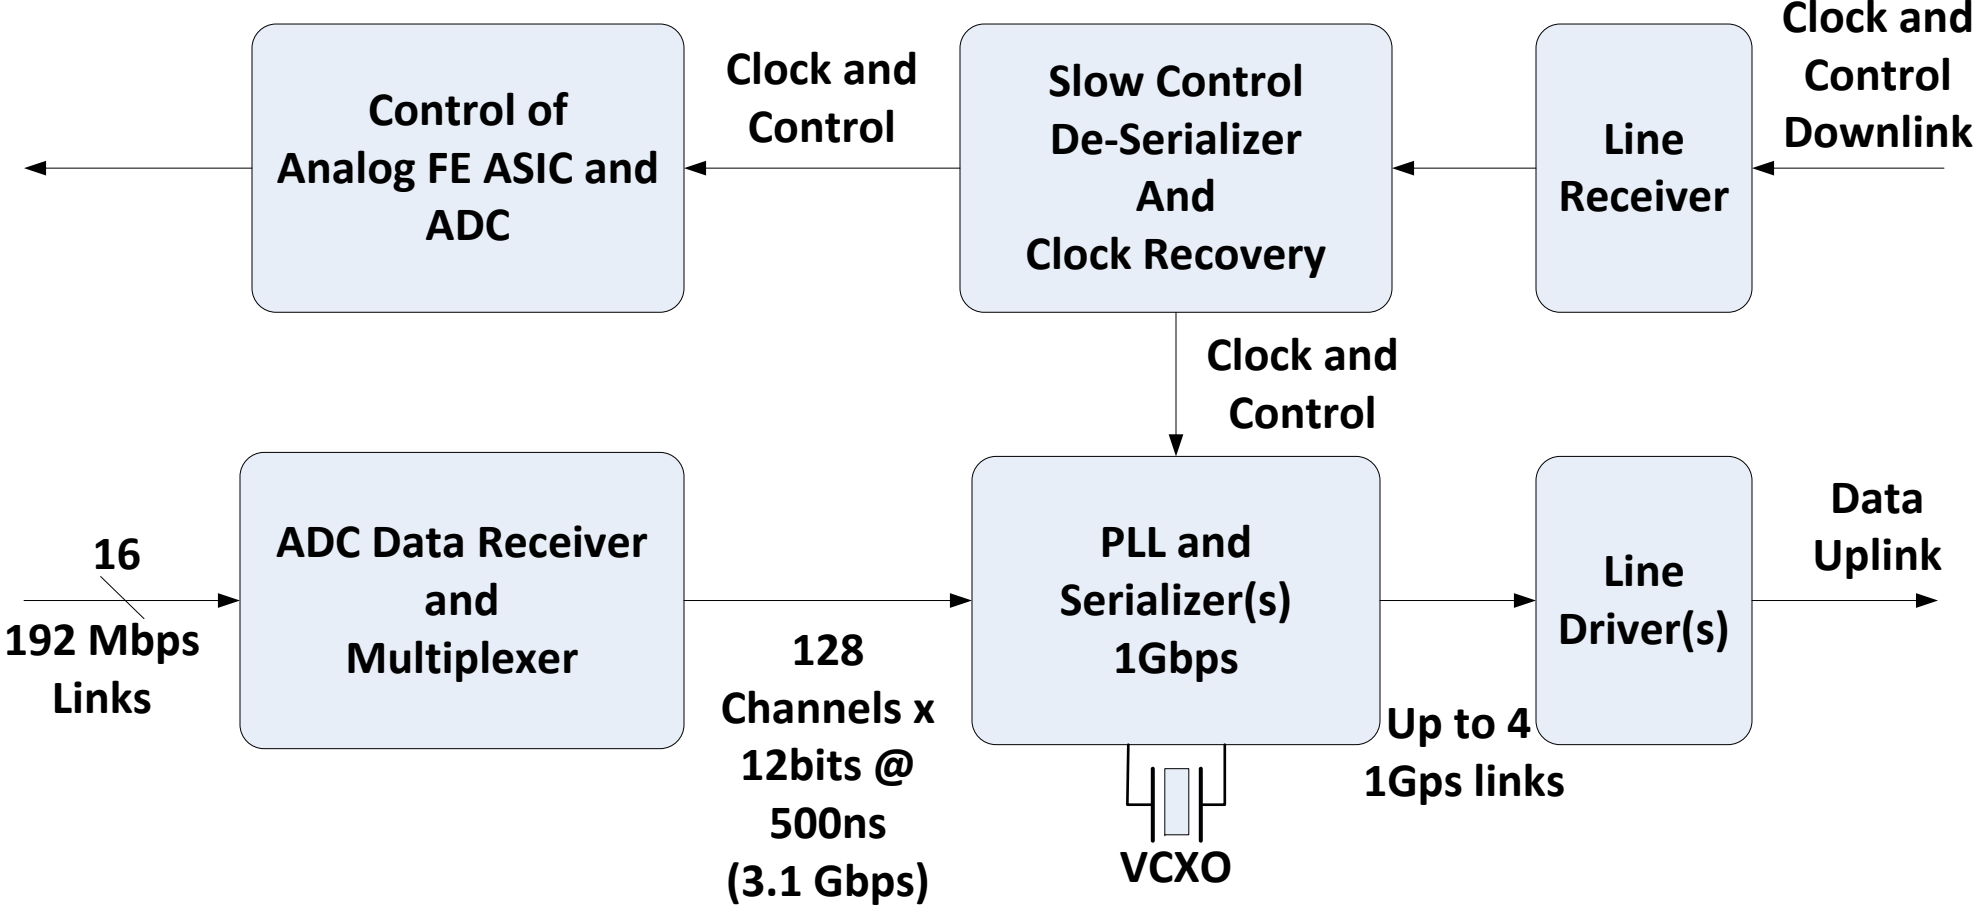 Control of
Analog FE ASIC and
ADC
Clock and
Control
Slow Control
De-Serializer
And
Clock Recovery
Line
Receiver
Clock and
Control
Downlink
Clock and
Control
16
192 Mbps
Links
ADC Data Receiver
and
Multiplexer
128
Channels x
12bits @
500ns
(3.1 Gbps)
PLL and
Serializer(s)
1Gbps
VCXO
Up to 4
1Gps links
Line
Driver(s)
Data
Uplink